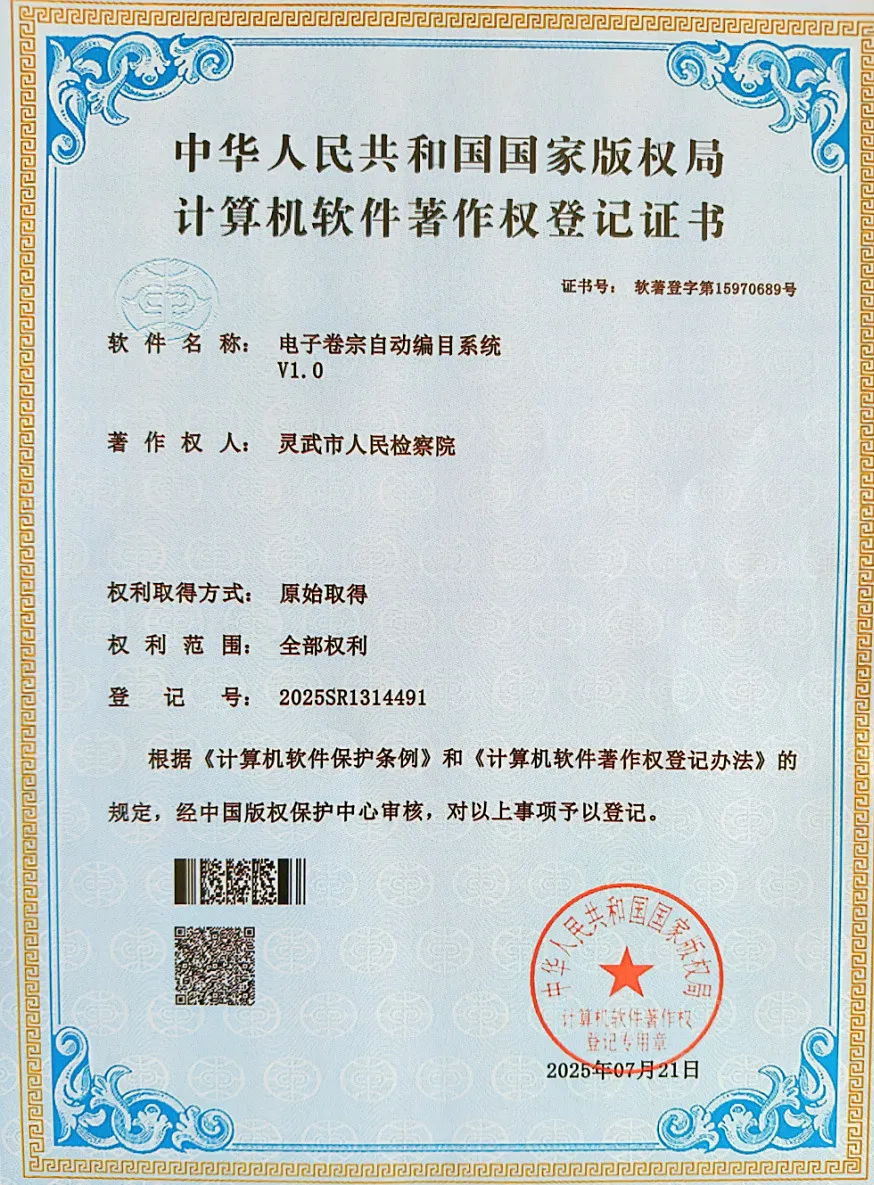 中华人民共和国国家版权局
计算机软件著作权登记证书
证书号： 软著登字第15970689号
软件名称： 电子卷宗自动编目系统
V1.0
著作权人： 灵武市人民检察院
权利取得方式： 原始取得
权利范围： 全部权利
登记号： 2025SR1314491
根据《计算机软件保护条例》和《计算机软件著作权登记办法》的
规定，经中国版权保护中心审核，对以上事项予以登记。
中华人民共和国国家版权局
计算机软件著作权
登记专用章
2025年07月21日